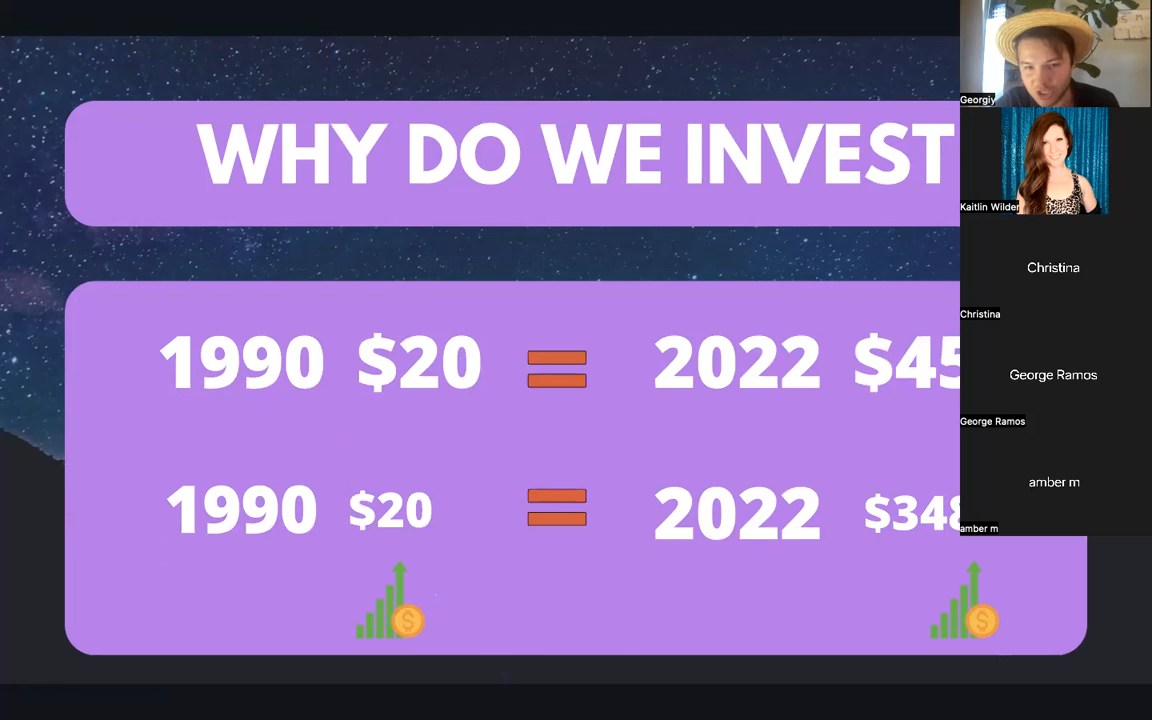 WHY DO WE INVEST
1990 $20 = 2022 $45
1990 $20 = 2022 $348
Georgiy
Kaitlin Wilder
Christina
Christina
George Ramos
George Ramos
amber m
amber m